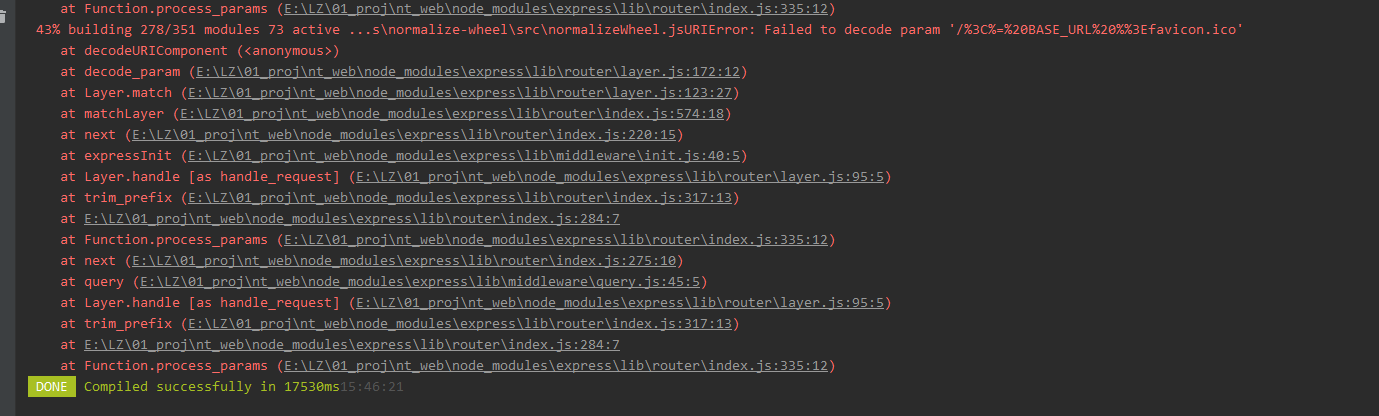 at Function.process_params (E:\LZ\01_proj\nt_web\node_modules\express\lib\router\index.js:335:12)
43% building 278/351 modules 73 active ...s\normalize-wheel\src\normalizeWheel.jsURIError: Failed to decode param '/%3C%=%20BASE_URL%20%%3Efavicon.ico'
at decodeURIComponent (<anonymous>)
at decode_param (E:\LZ\01_proj\nt_web\node_modules\express\lib\router\layer.js:172:12)
at Layer.match (E:\LZ\01_proj\nt_web\node_modules\express\lib\router\layer.js:123:27)
at matchLayer (E:\LZ\01_proj\nt_web\node_modules\express\lib\router\index.js:574:18)
at next (E:\LZ\01_proj\nt_web\node_modules\express\lib\router\index.js:220:15)
at expressInit (E:\LZ\01_proj\nt_web\node_modules\express\lib\middleware\init.js:40:5)
at Layer.handle [as handle_request] (E:\LZ\01_proj\nt_web\node_modules\express\lib\router\layer.js:95:5)
at trim_prefix (E:\LZ\01_proj\nt_web\node_modules\express\lib\router\index.js:317:13)
at E:\LZ\01_proj\nt_web\node_modules\express\lib\router\index.js:284:7
at Function.process_params (E:\LZ\01_proj\nt_web\node_modules\express\lib\router\index.js:335:12)
at next (E:\LZ\01_proj\nt_web\node_modules\express\lib\router\index.js:275:10)
at query (E:\LZ\01_proj\nt_web\node_modules\express\lib\middleware\query.js:45:5)
at Layer.handle [as handle_request] (E:\LZ\01_proj\nt_web\node_modules\express\lib\router\layer.js:95:5)
at trim_prefix (E:\LZ\01_proj\nt_web\node_modules\express\lib\router\index.js:317:13)
at E:\LZ\01_proj\nt_web\node_modules\express\lib\router\index.js:284:7
at Function.process_params (E:\LZ\01_proj\nt_web\node_modules\express\lib\router\index.js:335:12)
DONE Compiled successfully in 17530ms15:46:21